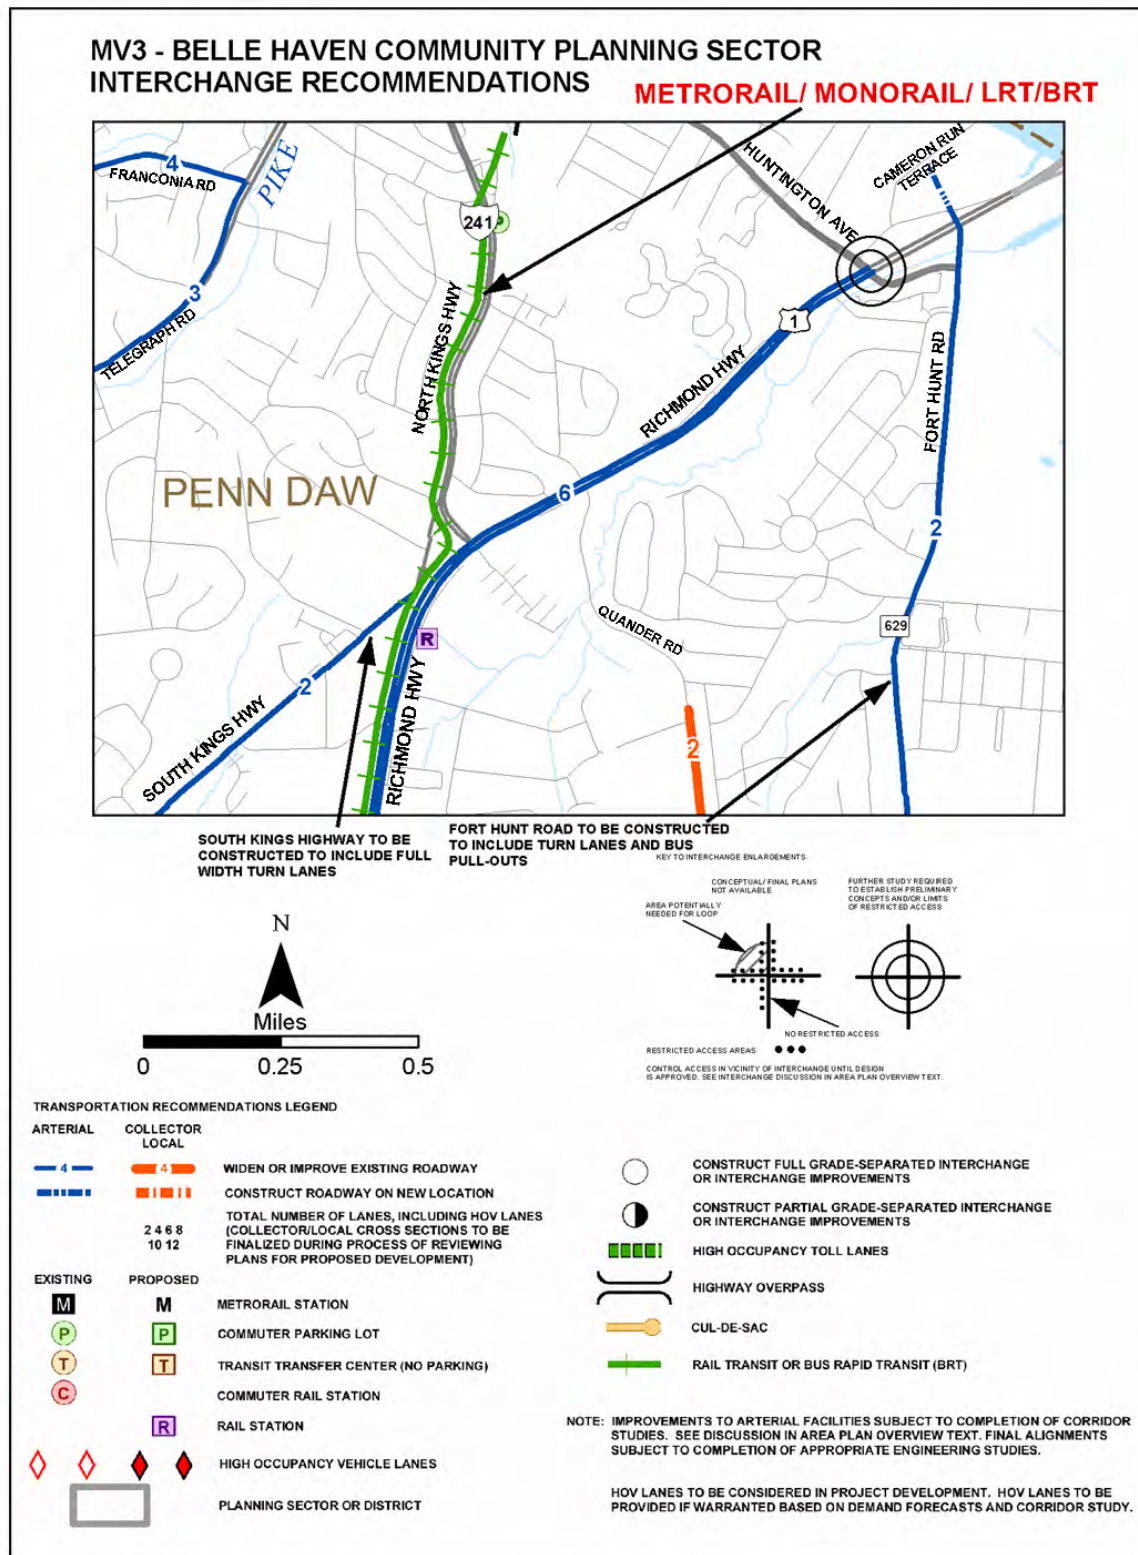 MV3 - BELLE HAVEN COMMUNITY PLANNING SECTOR
INTERCHANGE RECOMMENDATIONS
METRORAIL/ MONORAIL/ LRT/BRT
4
FRANCONIA RD
PIKE
241
P
HUNTINGTON AVE
CAMERON RUN
TERRACE
3
TELEGRAPH RD
NORTH KINGS HWY
1
RICHMOND HWY
FORT HUNT RD
PENN DAW
6
2
QUANDER RD
629
R
2
SOUTH KINGS HWY
RICHMOND HWY
2
SOUTH KINGS HIGHWAY TO BE
CONSTRUCTED TO INCLUDE FULL
WIDTH TURN LANES
FORT HUNT ROAD TO BE CONSTRUCTED
TO INCLUDE TURN LANES AND BUS
PULL-OUTS
KEY TO INTERCHANGE ENLARGEMENTS
CONCEPTUAL/ FINAL PLANS
NOT AVAILABLE
FURTHER STUDY REQUIRED
TO ESTABLISH PRELIMINARY
CONCEPTS AND/OR LIMITS
OF RESTRICTED ACCESS
AREA POTENTIALLY
NEEDED FOR LOOP
NO RESTRICTED ACCESS
RESTRICTED ACCESS AREAS
CONTROL ACCESS IN VICINITY OF INTERCHANGE UNTIL DESIGN
IS APPROVED. SEE INTERCHANGE DISCUSSION IN AREA PLAN OVERVIEW TEXT.
N
Miles
0 0.25 0.5
TRANSPORTATION RECOMMENDATIONS LEGEND
ARTERIAL COLLECTOR
LOCAL
4 4 WIDEN OR IMPROVE EXISTING ROADWAY
CONSTRUCT ROADWAY ON NEW LOCATION
2 4 6 8
10 12
TOTAL NUMBER OF LANES, INCLUDING HOV LANES
(COLLECTOR/LOCAL CROSS SECTIONS TO BE
FINALIZED DURING PROCESS OF REVIEWING
PLANS FOR PROPOSED DEVELOPMENT)
EXISTING PROPOSED
M M METRORAIL STATION
P P COMMUTER PARKING LOT
T T TRANSIT TRANSFER CENTER (NO PARKING)
C COMMUTER RAIL STATION
R RAIL STATION
HIGH OCCUPANCY VEHICLE LANES
PLANNING SECTOR OR DISTRICT
CONSTRUCT FULL GRADE-SEPARATED INTERCHANGE
OR INTERCHANGE IMPROVEMENTS
CONSTRUCT PARTIAL GRADE-SEPARATED INTERCHANGE
OR INTERCHANGE IMPROVEMENTS
HIGH OCCUPANCY TOLL LANES
HIGHWAY OVERPASS
CUL-DE-SAC
RAIL TRANSIT OR BUS RAPID TRANSIT (BRT)
NOTE: IMPROVEMENTS TO ARTERIAL FACILITIES SUBJECT TO COMPLETION OF CORRIDOR
STUDIES. SEE DISCUSSION IN AREA PLAN OVERVIEW TEXT. FINAL ALIGNMENTS
SUBJECT TO COMPLETION OF APPROPRIATE ENGINEERING STUDIES.
HOV LANES TO BE CONSIDERED IN PROJECT DEVELOPMENT. HOV LANES TO BE
PROVIDED IF WARRANTED BASED ON DEMAND FORECASTS AND CORRIDOR STUDY.